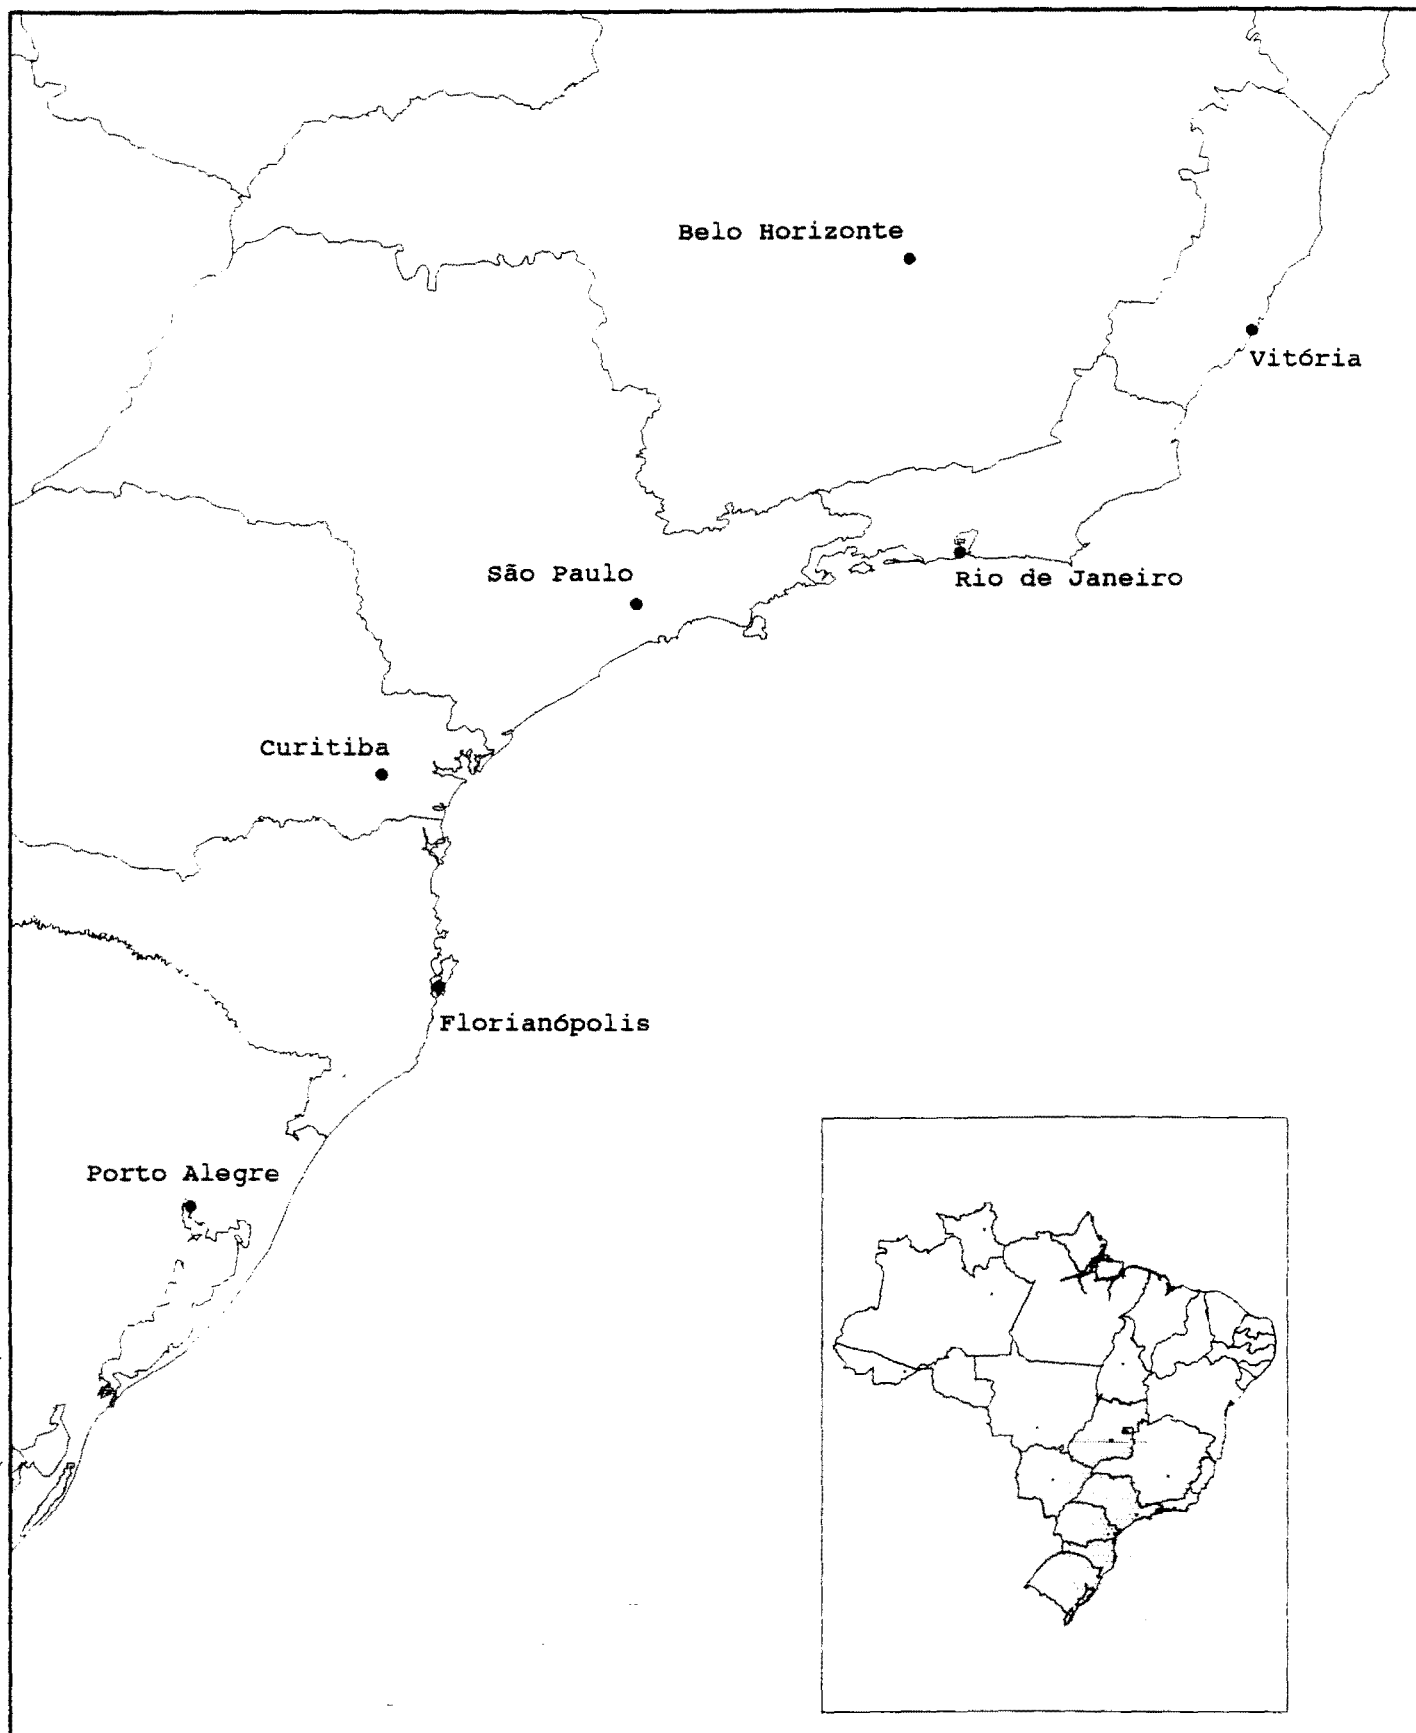 Belo Horizonte
Vitória
São Paulo
Rio de Janeiro
Curitiba
Florianópolis
Porto Alegre